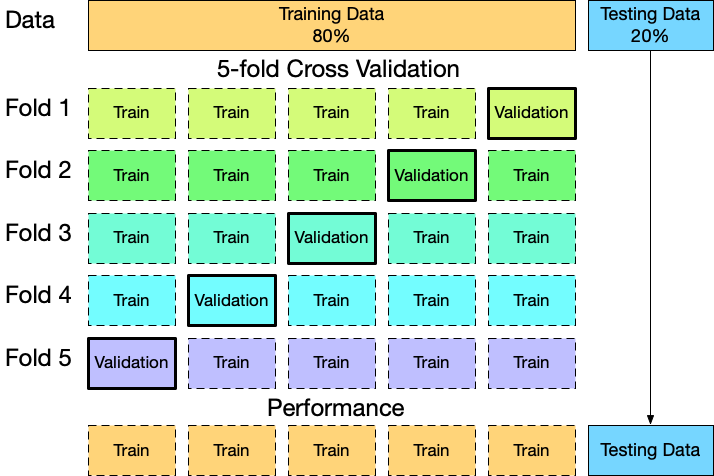 Data
Training Data
80%
Testing Data
20%
5-fold Cross Validation
Fold 1
Train
Train
Train
Train
Validation
Fold 2
Train
Train
Train
Validation
Train
Fold 3
Train
Train
Validation
Train
Train
Fold 4
Train
Validation
Train
Train
Train
Fold 5
Validation
Train
Train
Train
Train
Performance
Train
Train
Train
Train
Train
Testing Data